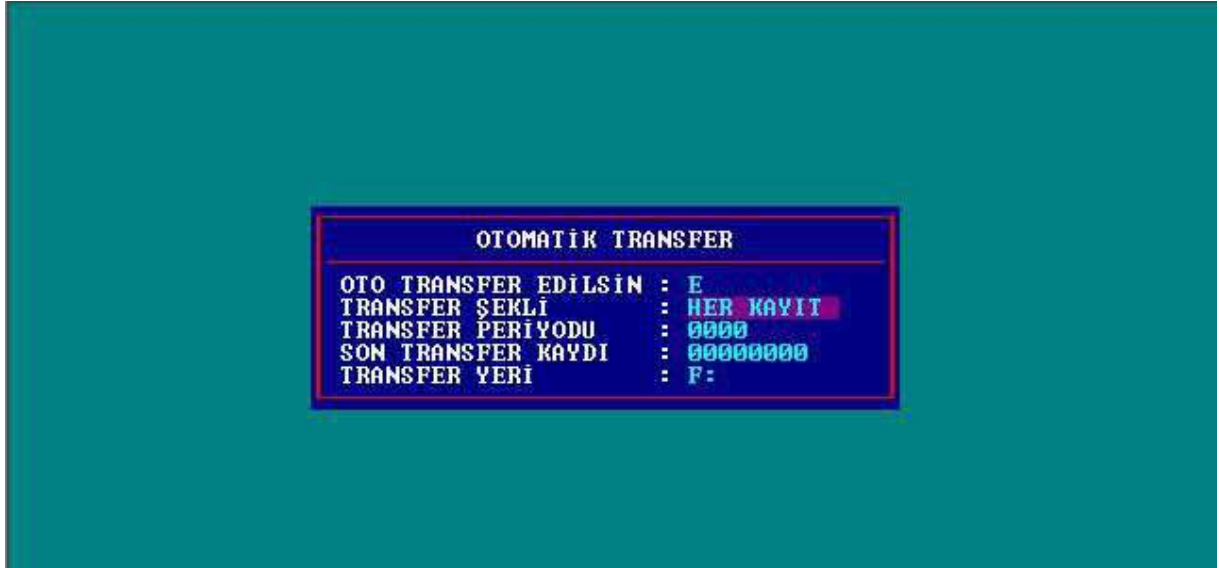 OTOMATİK TRANSFER
OTO TRANSFER EDİLSİN : E
TRANSFER ŞEKLİ : HER KAYIT
TRANSFER PERİYODU : 0000
SON TRANSFER KAYDI : 00000000
TRANSFER YERİ : F: